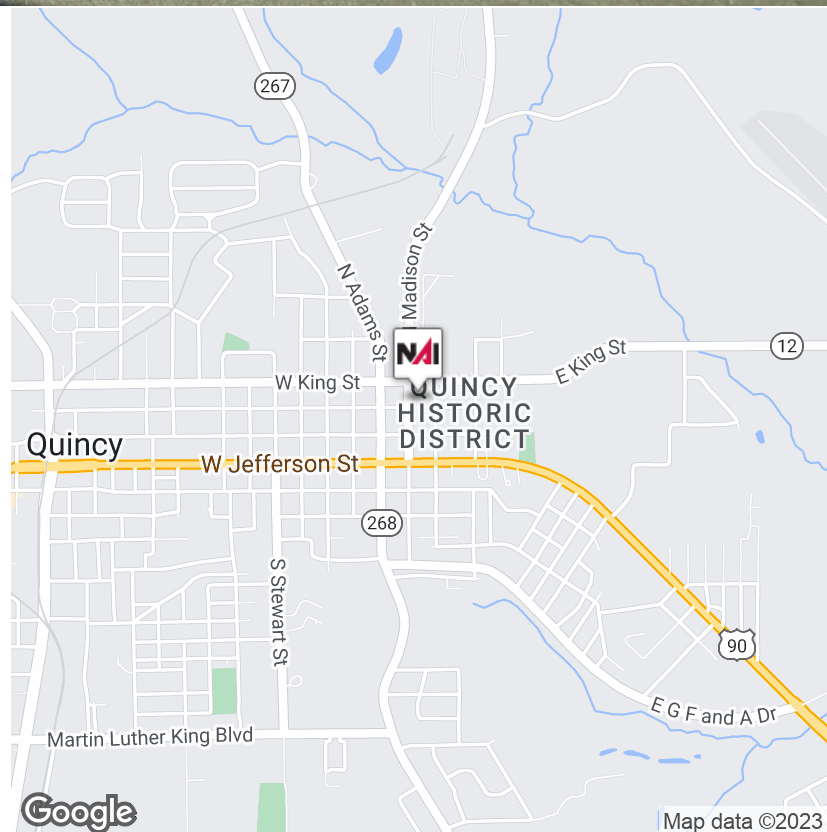 267
N Adams St
Madison St
NAI
12
E King St
W King St
QUINCY
HISTORIC
DISTRICT
Quincy
W Jefferson St
268
S Stewart St
90
E G F and A Dr
Martin Luther King Blvd
Google
Map data ©2023